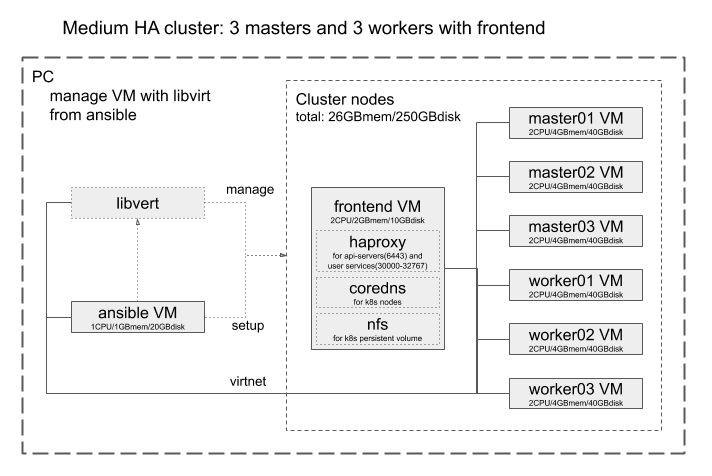 Medium HA cluster: 3 masters and 3 workers with frontend
PC
manage VM with libvirt
from ansible
Cluster nodes
total: 26GBmem/250GBdisk
libvert
manage
ansible VM
1CPU/1GBmem/20GBdisk
setup
virtnet
frontend VM
2CPU/2GBmem/10GBdisk
haproxy
for api-servers(6443) and
user services(30000-32767)
coredns
for k8s nodes
nfs
for k8s persistent volume
master01 VM
2CPU/4GBmem/40GBdisk
master02 VM
2CPU/4GBmem/40GBdisk
master03 VM
2CPU/4GBmem/40GBdisk
worker01 VM
2CPU/4GBmem/40GBdisk
worker02 VM
2CPU/4GBmem/40GBdisk
worker03 VM
2CPU/4GBmem/40GBdisk